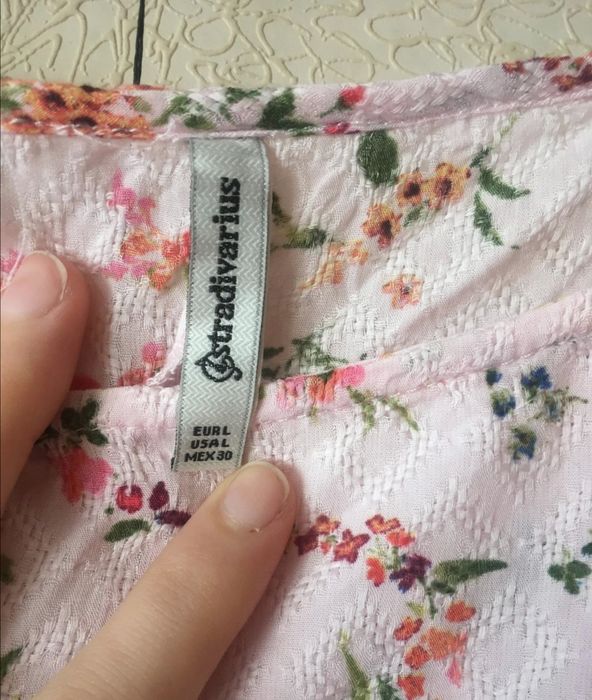 stradivarius
EUR L
USA L
MEX 30